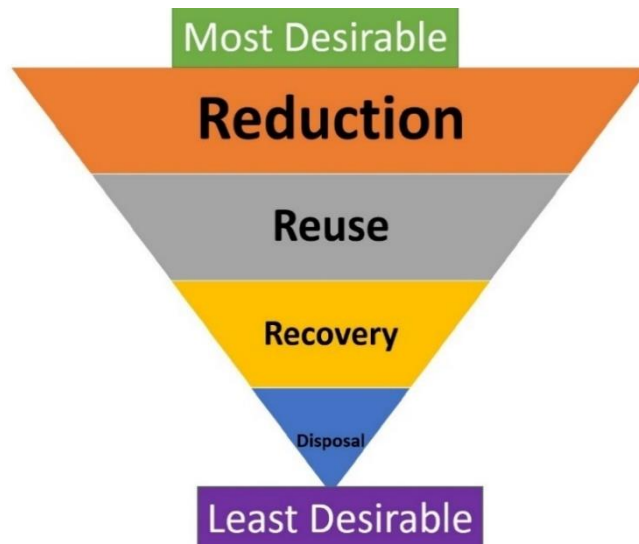 Most Desirable
Reduction
Reuse
Recovery
Disposal
Least Desirable